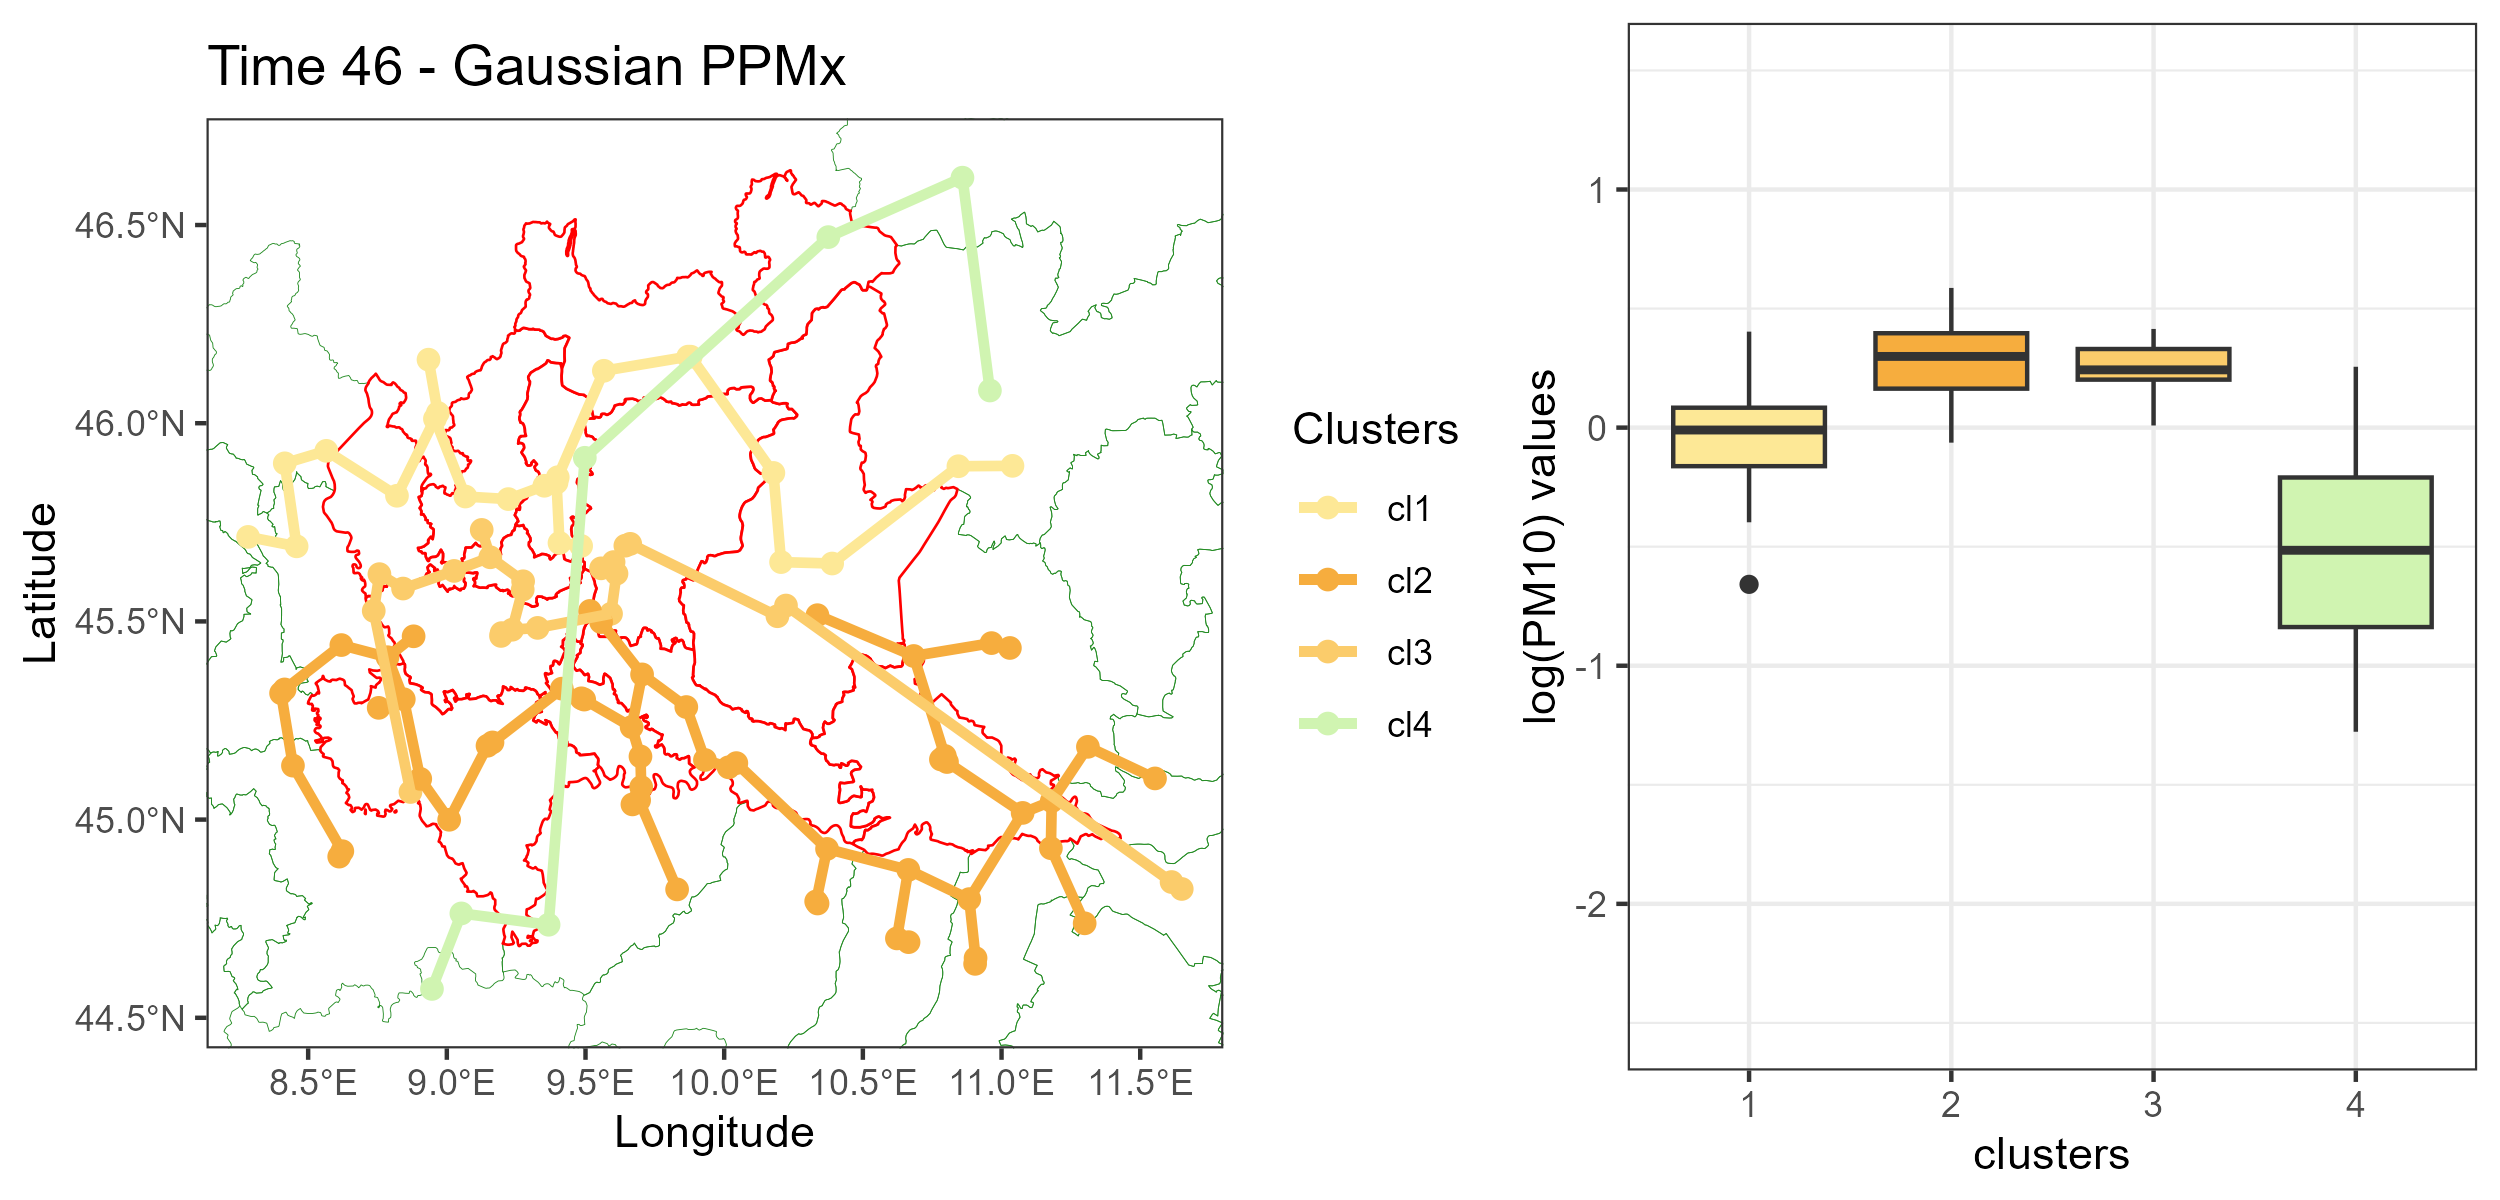 Time 46 - Gaussian PPMx
Latitude
46.5°N
46.0°N
45.5°N
45.0°N
44.5°N
8.5°E 9.0°E 9.5°E 10.0°E 10.5°E 11.0°E 11.5°E
Longitude
Clusters
cl1
cl2
cl3
cl4
log(PM10) values
1
0
-1
-2
1 2 3 4
clusters